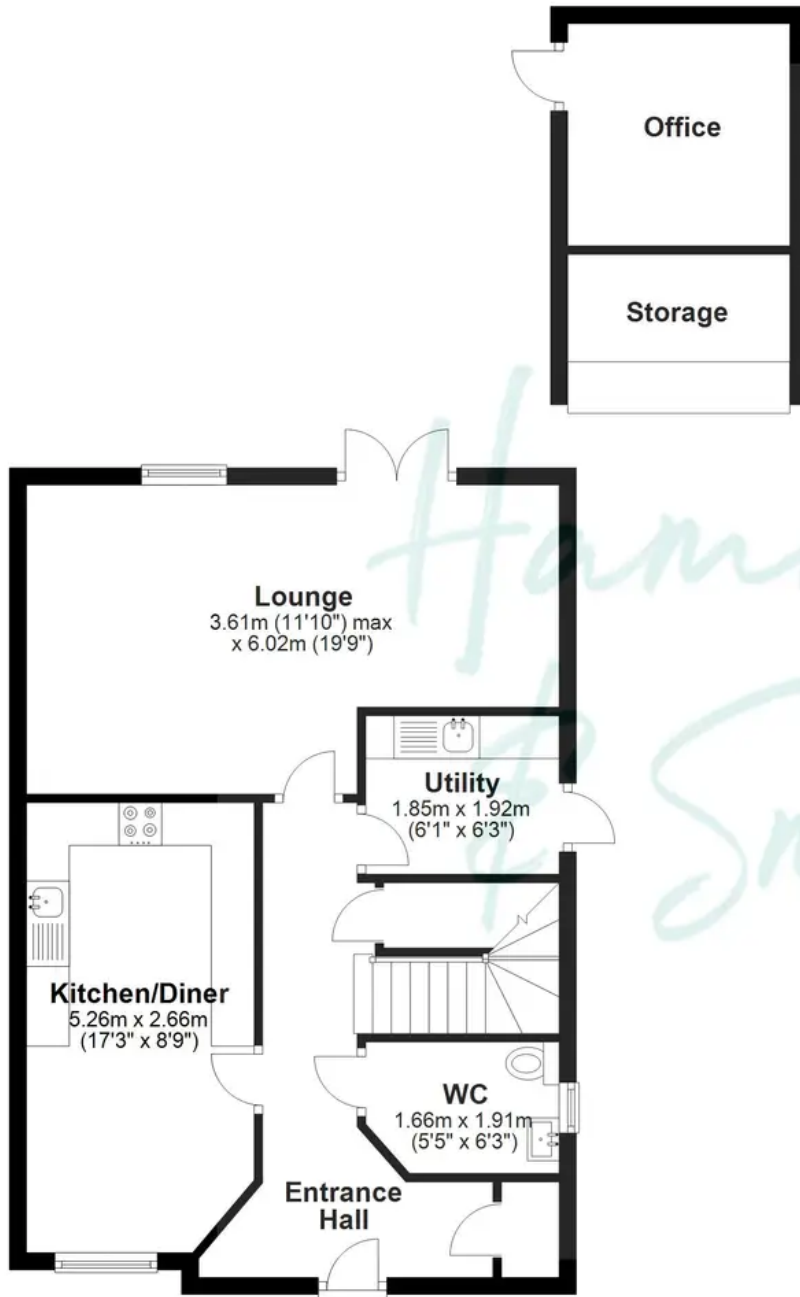 Office
Storage
Lounge
3.61m (11'10") max
x 6.02m (19'9")
Utility
1.85m x 1.92m
(6'1" x 6'3")
Kitchen/Diner
5.26m x 2.66m
(17'3" x 8'9")
WC
1.66m x 1.91m
(5'5" x 6'3")
Entrance
Hall